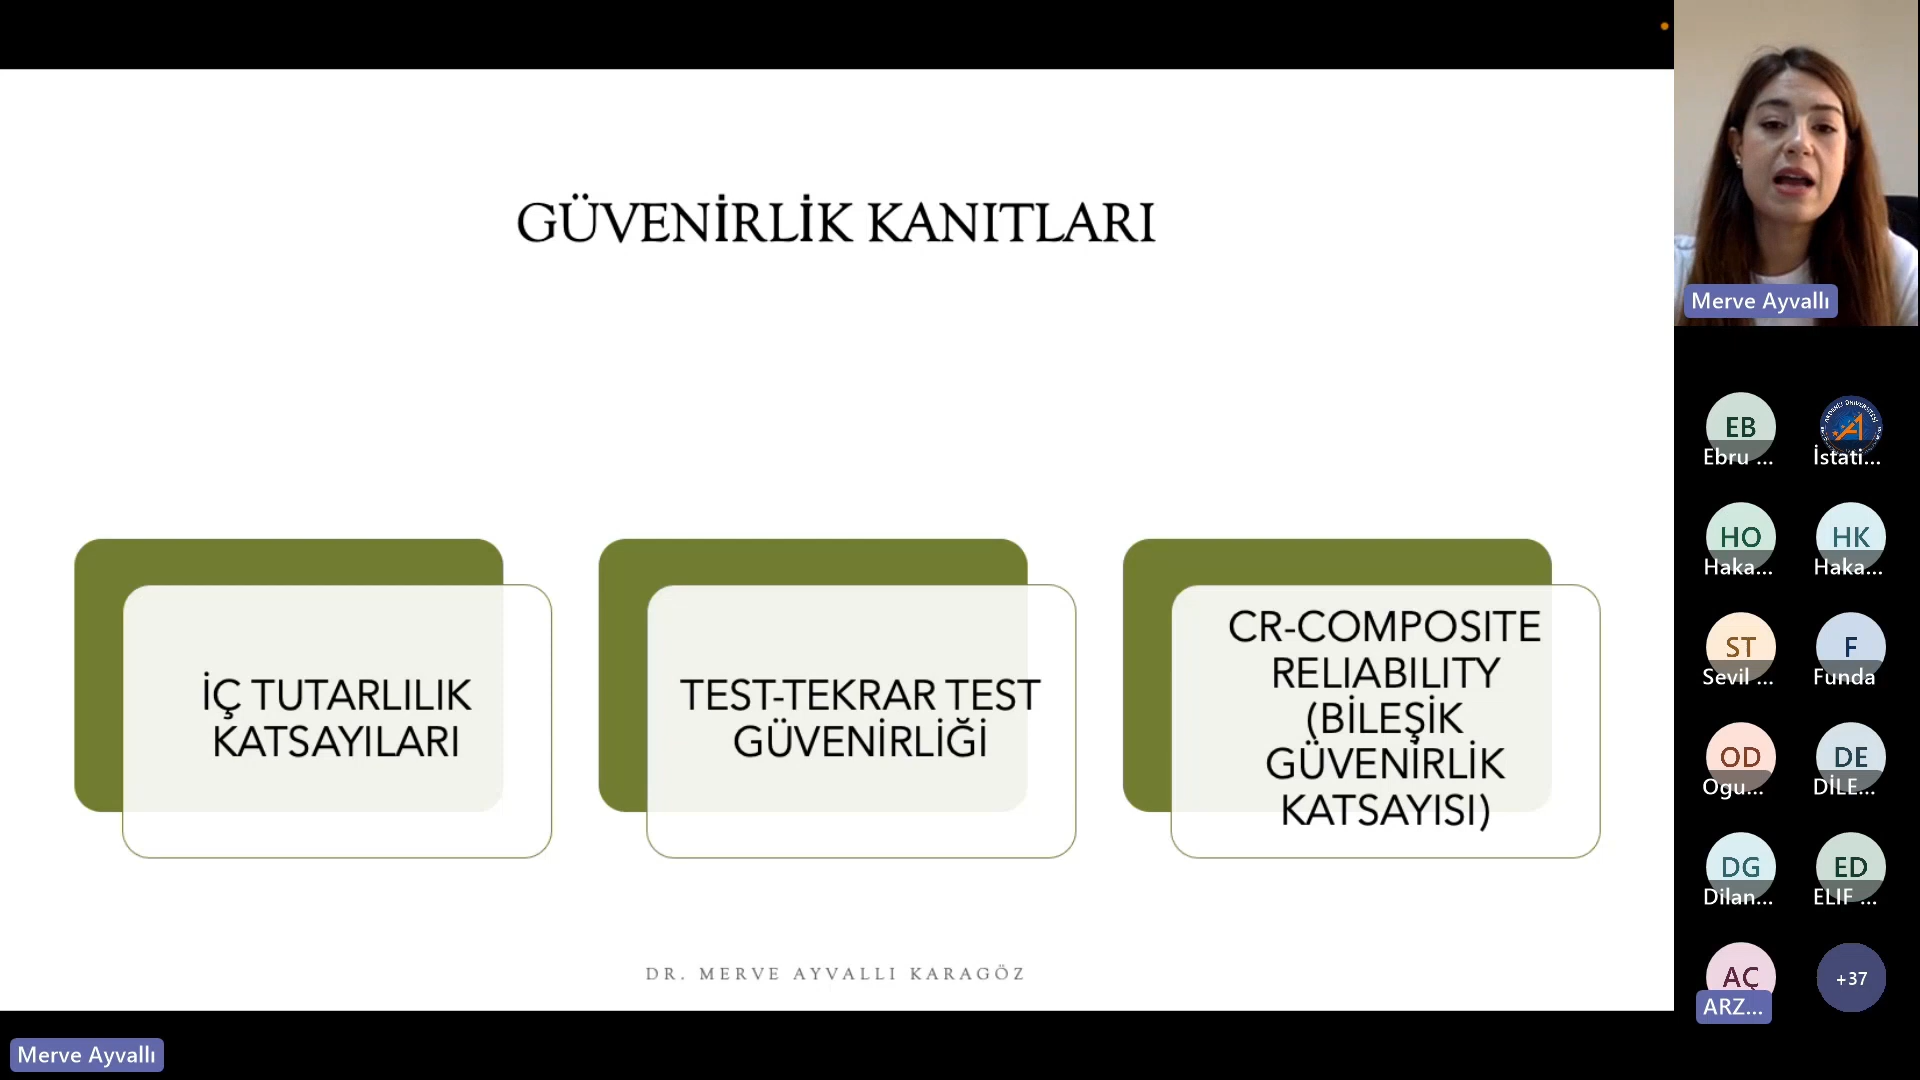 GÜVENİRLİK KANITLARI
İÇ TUTARLILIK
KATSAYILARI
TEST-TEKRAR TEST
GÜVENİRLİĞİ
CR-COMPOSITE
RELIABILITY
(BİLEŞİK
GÜVENİRLİK
KATSAYISI)
DR. MERVE AYVALLI KARAGÖZ
Merve Ayvallı
Merve Ayvallı
EB
Ebru ...
İstati...
HO
Haka...
HK
Haka...
ST
Sevil ...
F
Funda
OD
Ogu...
DE
DİLE...
DG
Dilan...
ED
ELIF ...
AÇ
ARZ...
+37